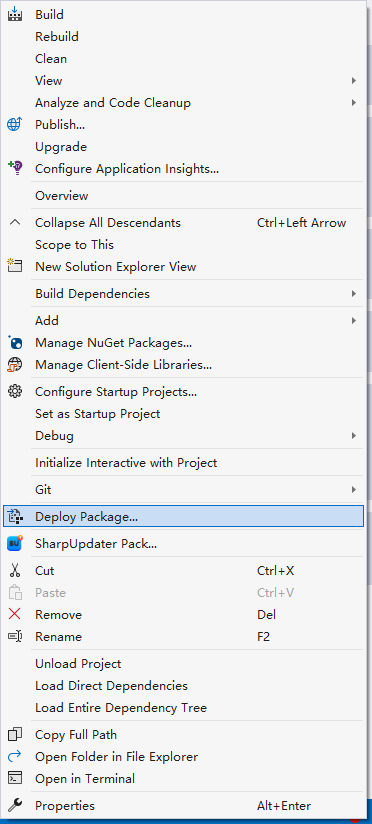 Build
Rebuild
Clean
View
Analyze and Code Cleanup
Publish...
Upgrade
Configure Application Insights...
Overview
Collapse All Descendants Ctrl+Left Arrow
Scope to This
New Solution Explorer View
Build Dependencies
Add
Manage NuGet Packages...
Manage Client-Side Libraries...
Configure Startup Projects...
Set as Startup Project
Debug
Initialize Interactive with Project
Git
Deploy Package...
SharpUpdater Pack...
Cut Ctrl+X
Paste Ctrl+V
Remove Del
Rename F2
Unload Project
Load Direct Dependencies
Load Entire Dependency Tree
Copy Full Path
Open Folder in File Explorer
Open in Terminal
Properties Alt+Enter